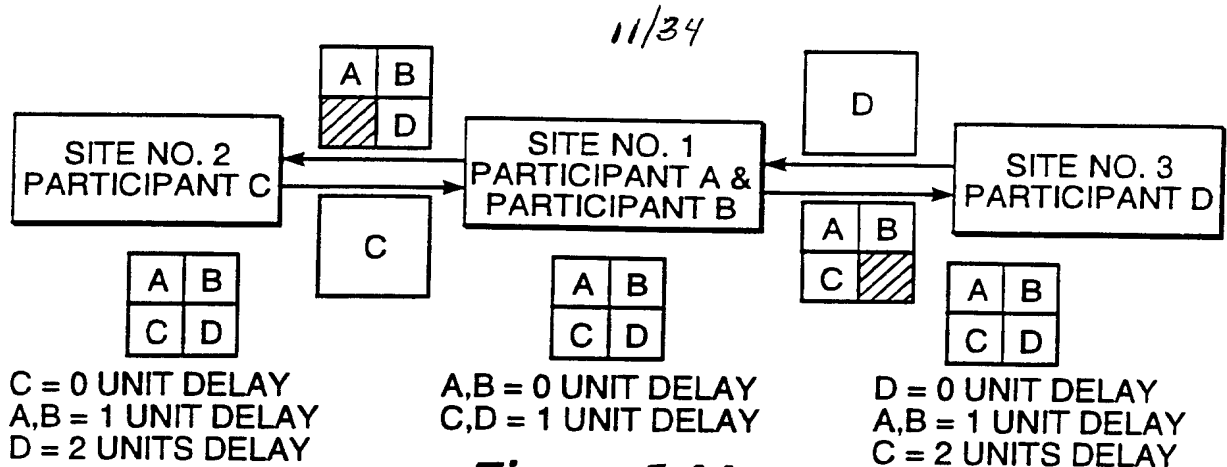 11/34
A B
D
D
SITE NO. 2
PARTICIPANT C
SITE NO. 1
PARTICIPANT A &
PARTICIPANT B
SITE NO. 3
PARTICIPANT D
C
A B
C
A B
C D
A B
C D
A B
C D
C = 0 UNIT DELAY
A,B = 1 UNIT DELAY
D = 2 UNITS DELAY
A,B = 0 UNIT DELAY
C,D = 1 UNIT DELAY
D = 0 UNIT DELAY
A,B = 1 UNIT DELAY
C = 2 UNITS DELAY